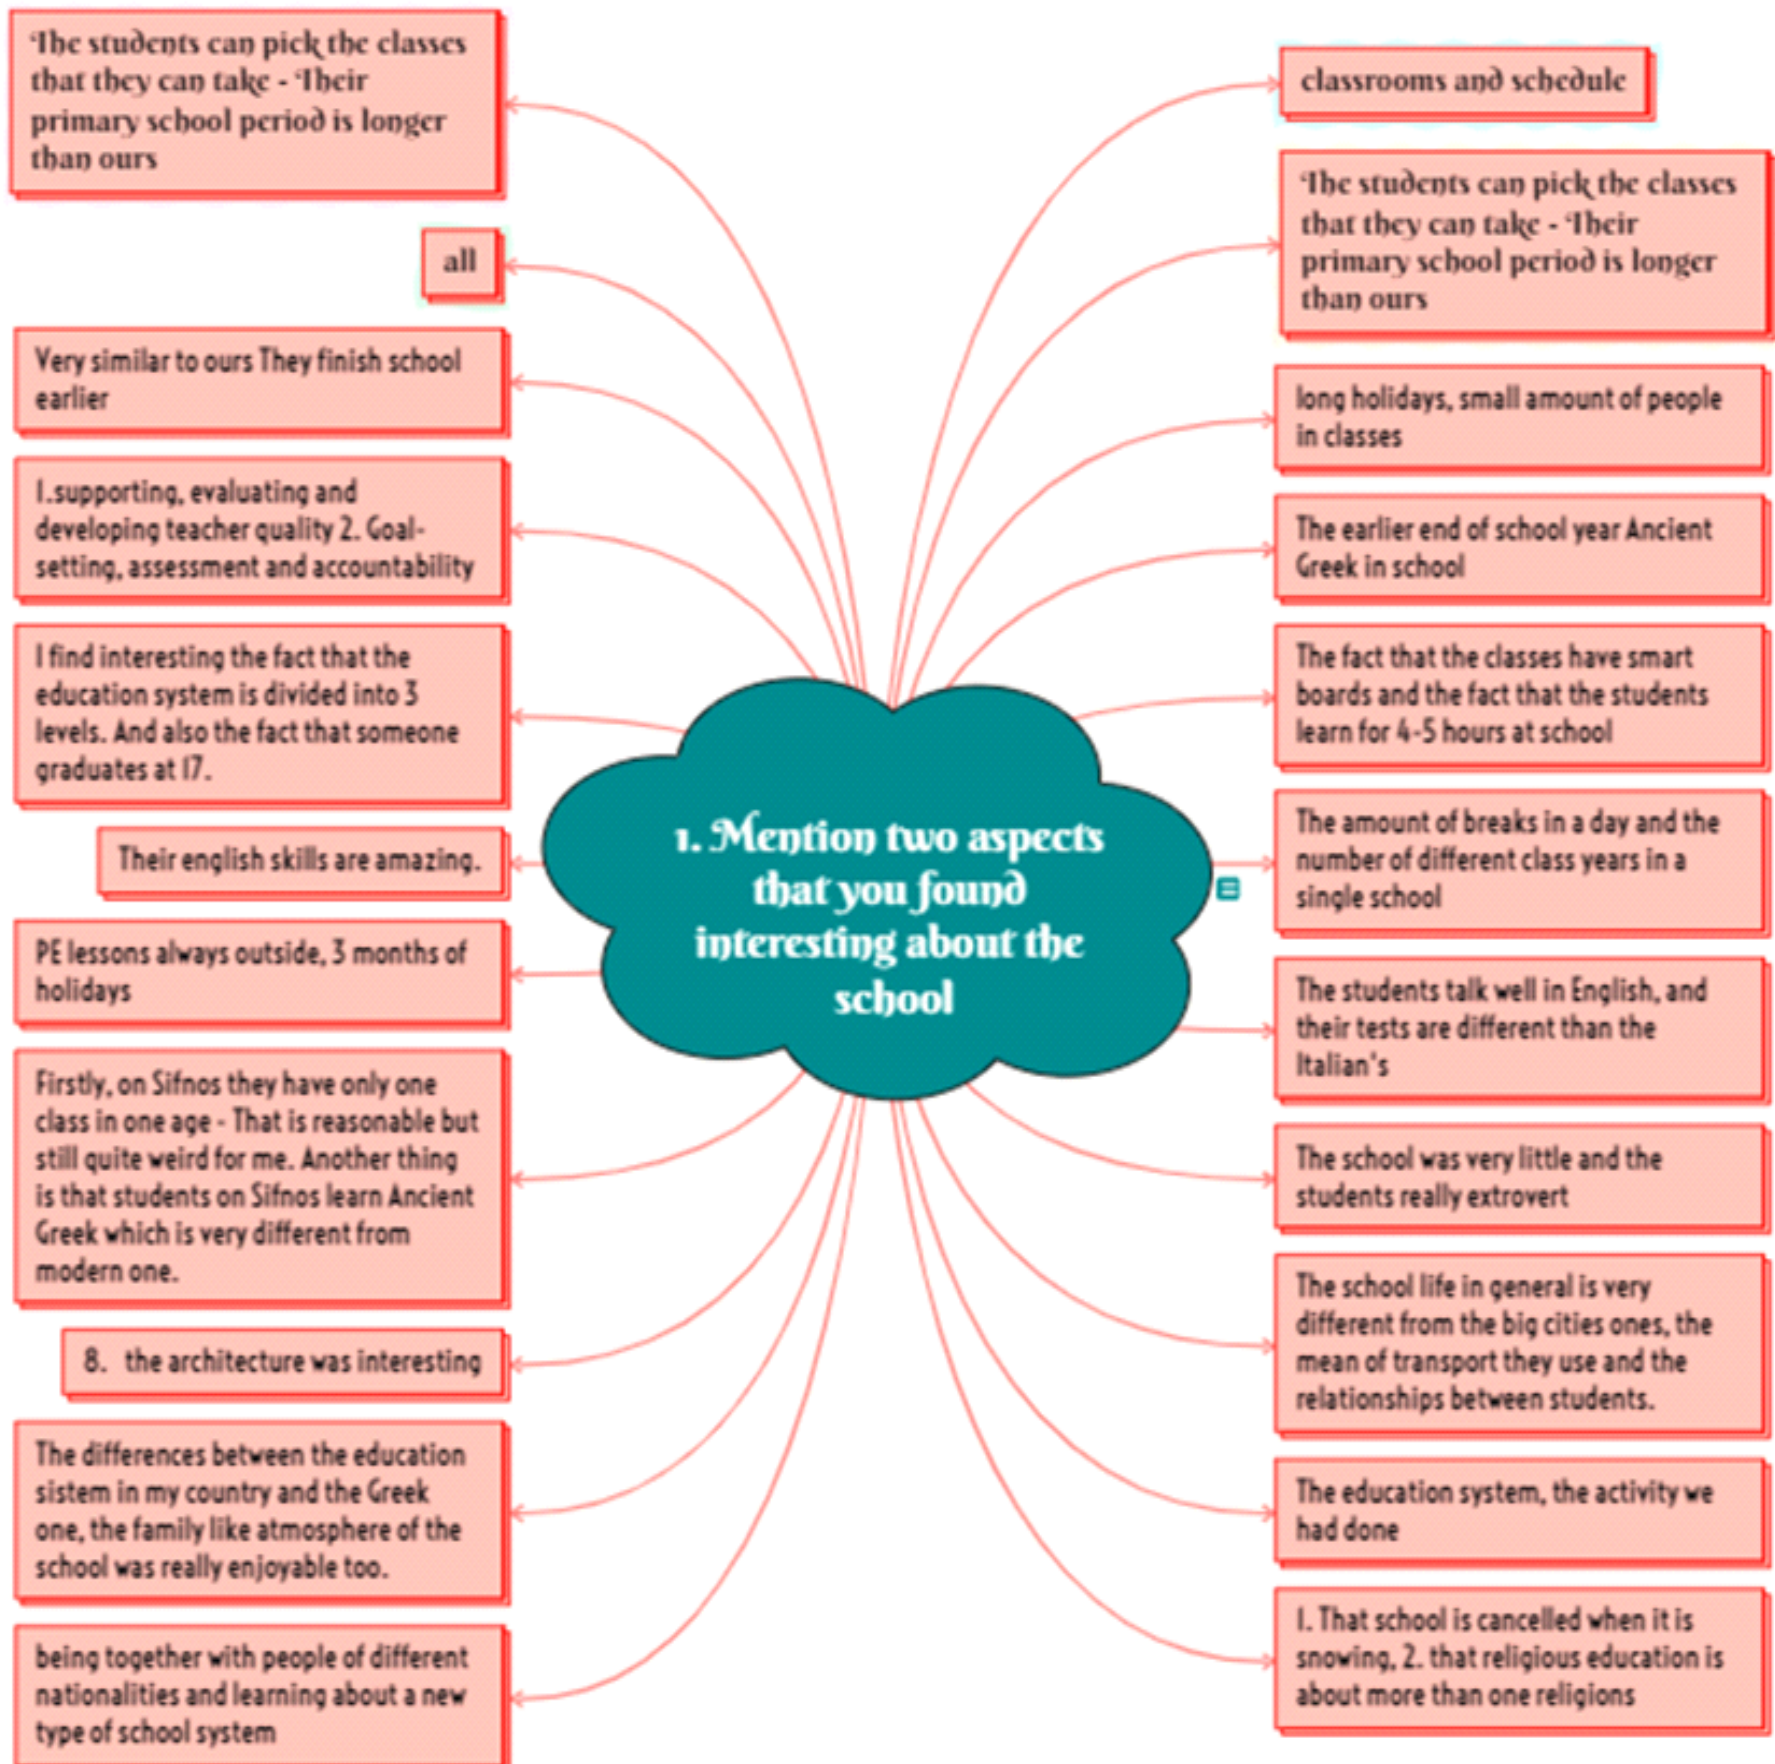 The students can pick the classes
that they can take - Their
primary school period is longer
than ours
all
Very similar to ours They finish school
earlier
1.supporting, evaluating and
developing teacher quality 2. Goal-
setting, assessment and accountability
I find interesting the fact that the
education system is divided into 3
levels. And also the fact that someone
graduates at 17.
Their english skills are amazing.
PE lessons always outside, 3 months of
holidays
Firstly, on Sifnos they have only one
class in one age - That is reasonable but
still quite weird for me. Another thing
is that students on Sifnos learn Ancient
Greek which is very different from
modern one.
8. the architecture was interesting
The differences between the education
sistem in my country and the Greek
one, the family like atmosphere of the
school was really enjoyable too.
being together with people of different
nationalities and learning about a new
type of school system
1. Mention two aspects
that you found
interesting about the
school
classrooms and schedule
The students can pick the classes
that they can take - Their
primary school period is longer
than ours
long holidays, small amount of people
in classes
The earlier end of school year Ancient
Greek in school
The fact that the classes have smart
boards and the fact that the students
learn for 4-5 hours at school
The amount of breaks in a day and the
number of different class years in a
single school
The students talk well in English, and
their tests are different than the
Italian's
The school was very little and the
students really extrovert
The school life in general is very
different from the big cities ones, the
mean of transport they use and the
relationships between students.
The education system, the activity we
had done
1. That school is cancelled when it is
snowing, 2. that religious education is
about more than one religions